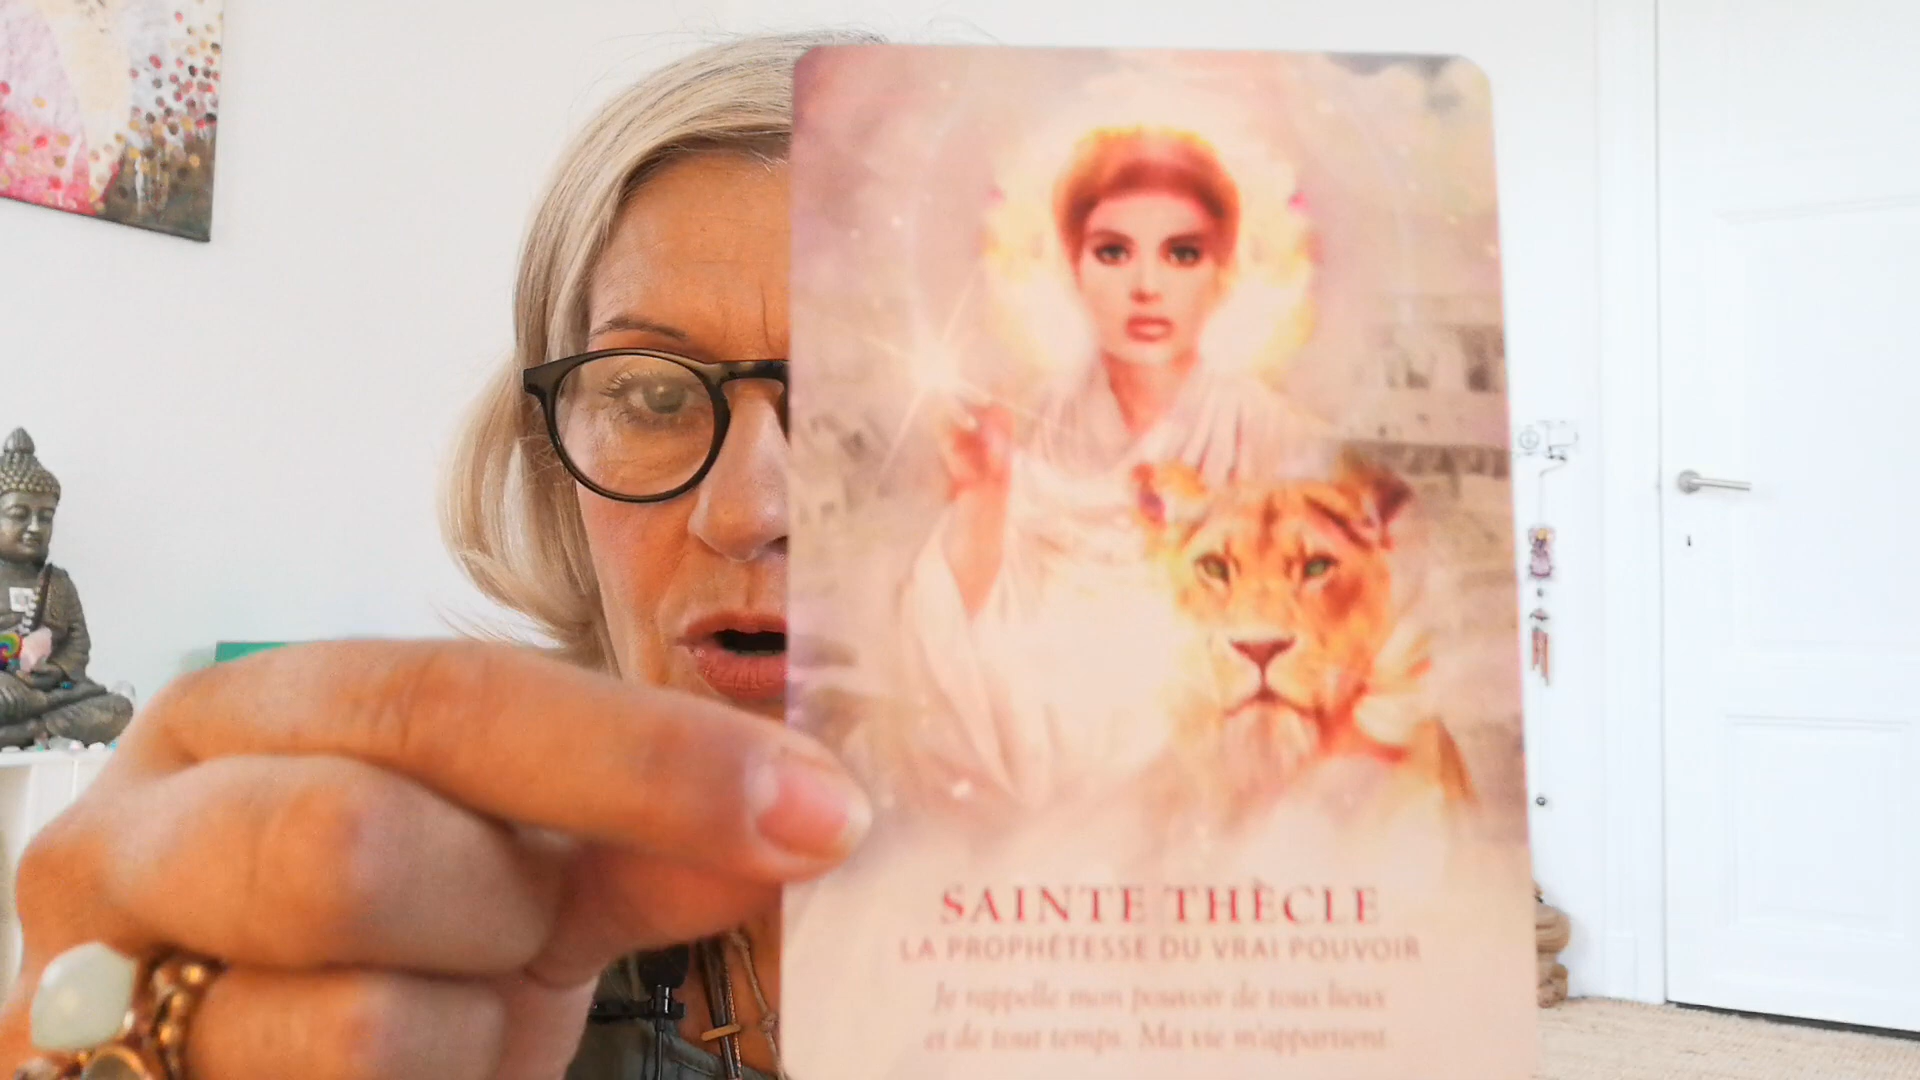 SAINTE THÈCLE
LA PROPHÉTESSE DU VRAI POUVOIR
Je rappelle mon pouvoir de tous lieux
et de tout temps. Ma vie m'appartient.